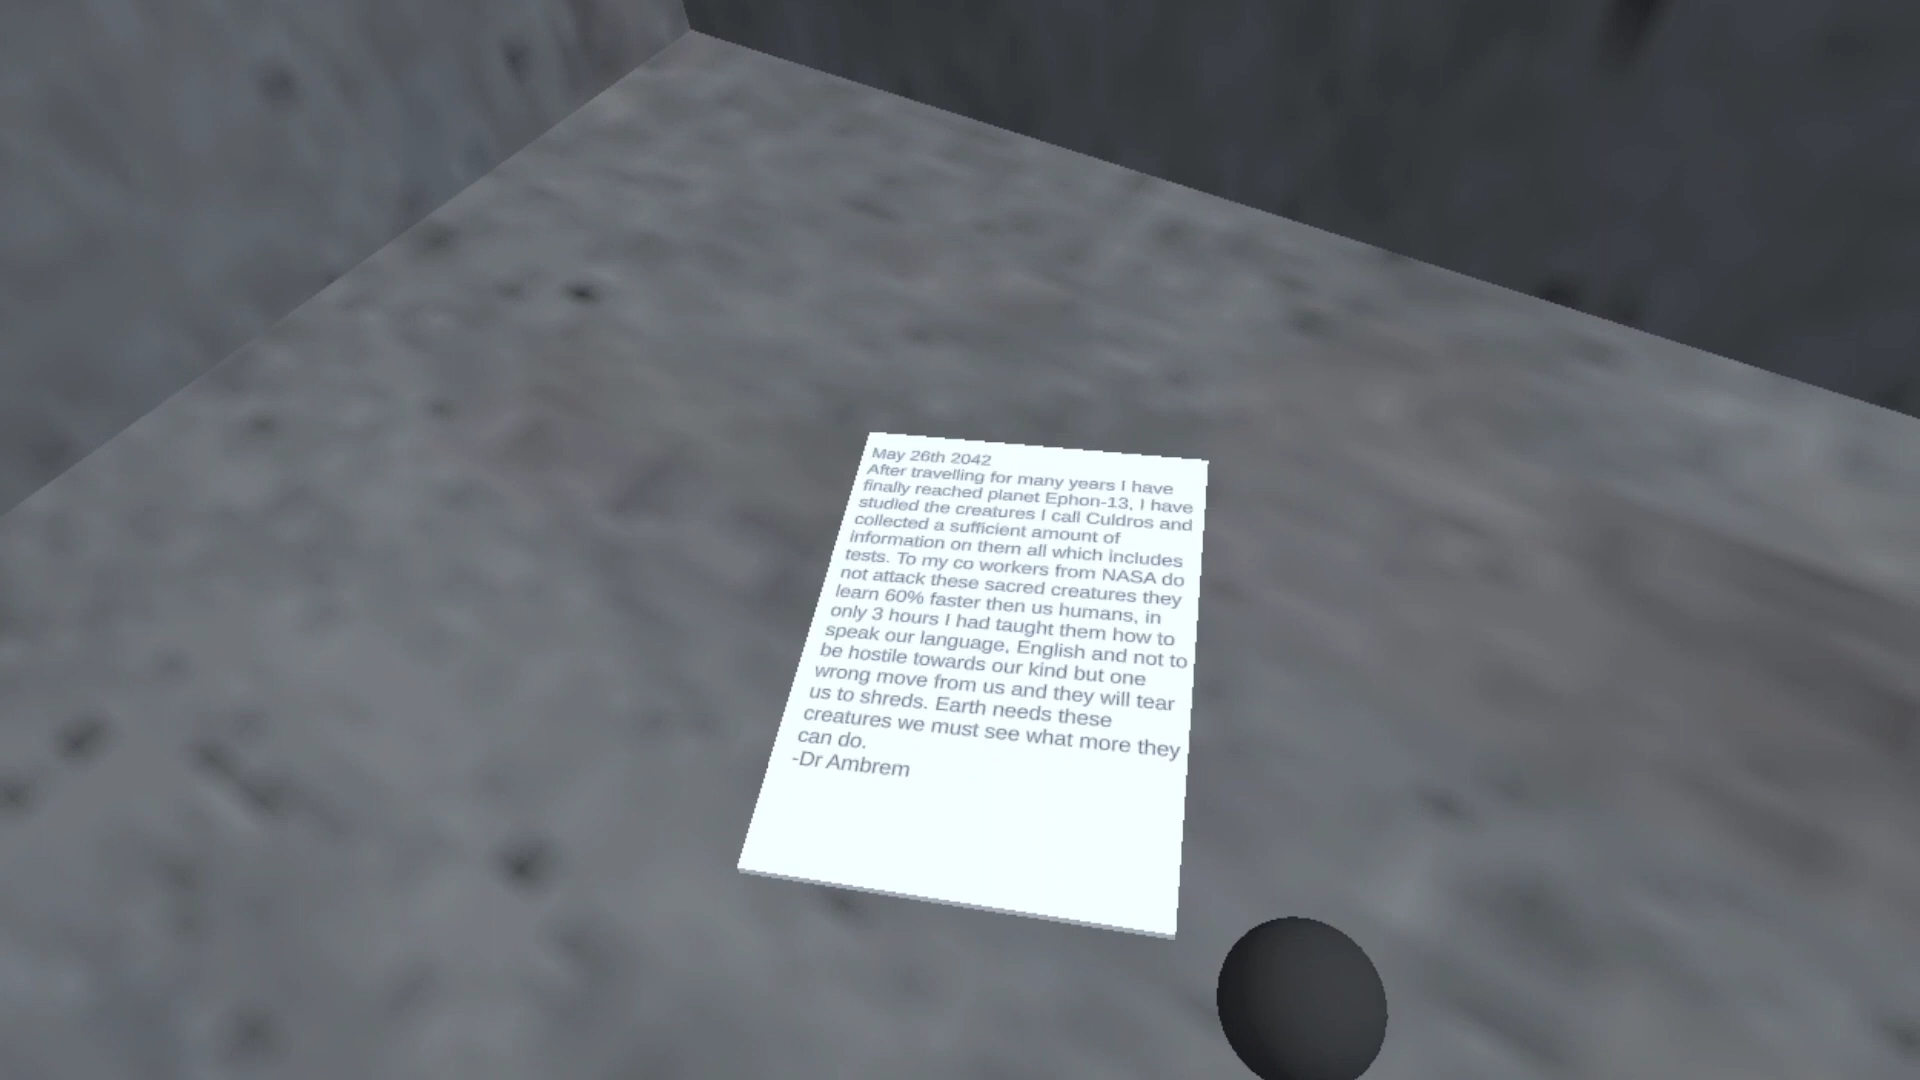 May 26th 2042
After travelling for many years I have
finally reached planet Ephon-13, I have
studied the creatures I call Culdros and
collected a sufficient amount of
information on them all which includes
tests. To my co workers from NASA do
not attack these sacred creatures they
learn 60% faster then us humans, in
only 3 hours I had taught them how to
speak our language, English and not to
be hostile towards our kind but one
wrong move from us and they will tear
us to shreds. Earth needs these
creatures we must see what more they
can do.
-Dr Ambrem